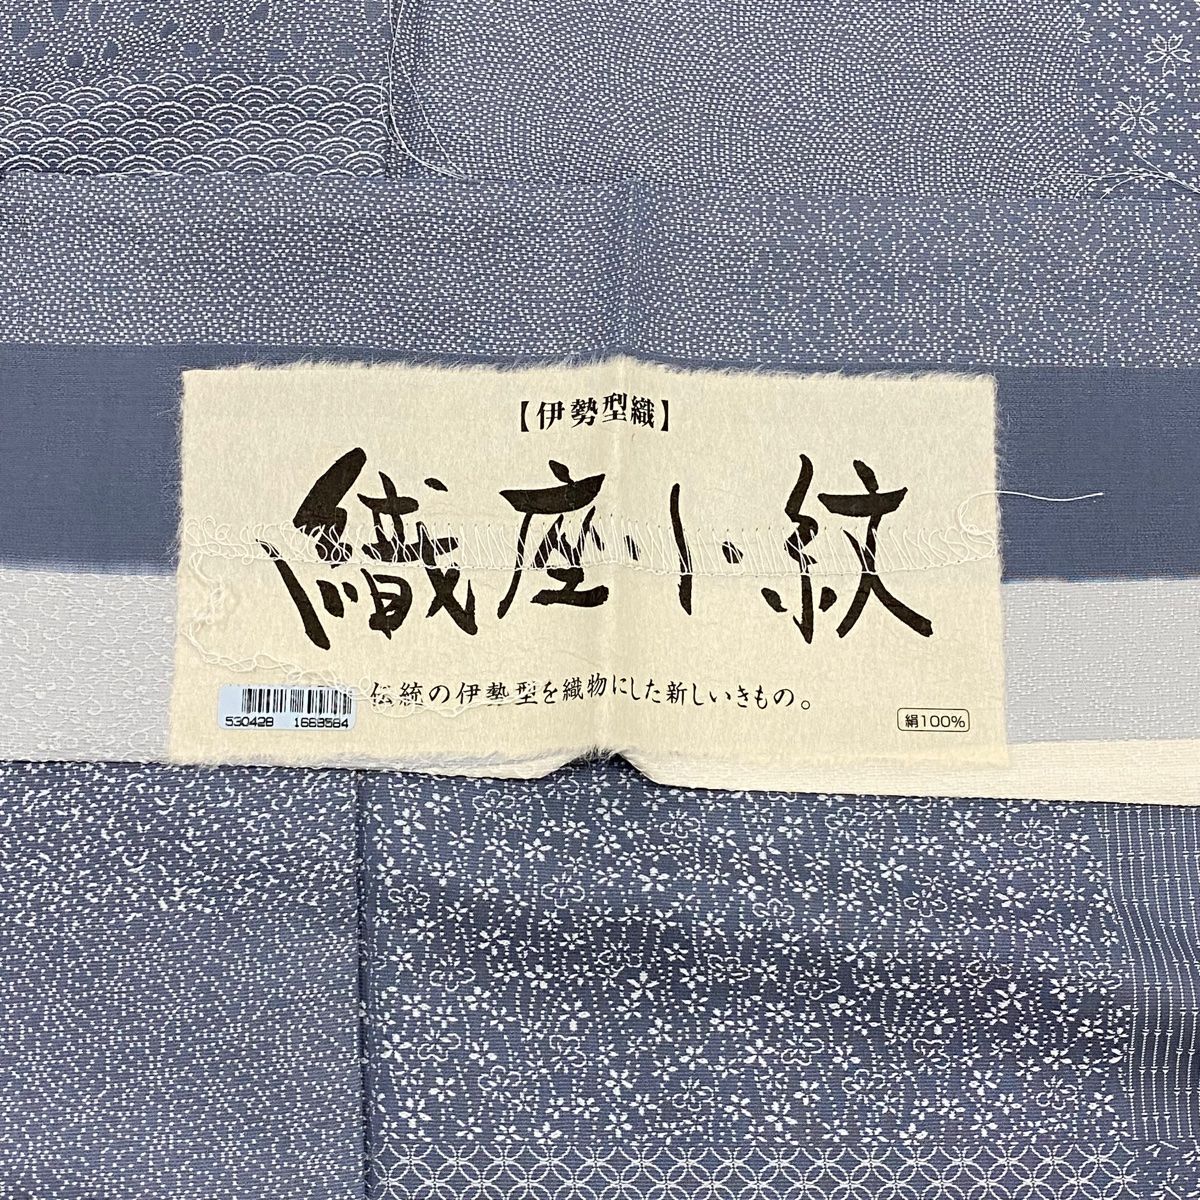 【伊勢型織】
織座小紋
伝統の伊勢型を織物にした新しいきもの。
530428 1668584
絹100%